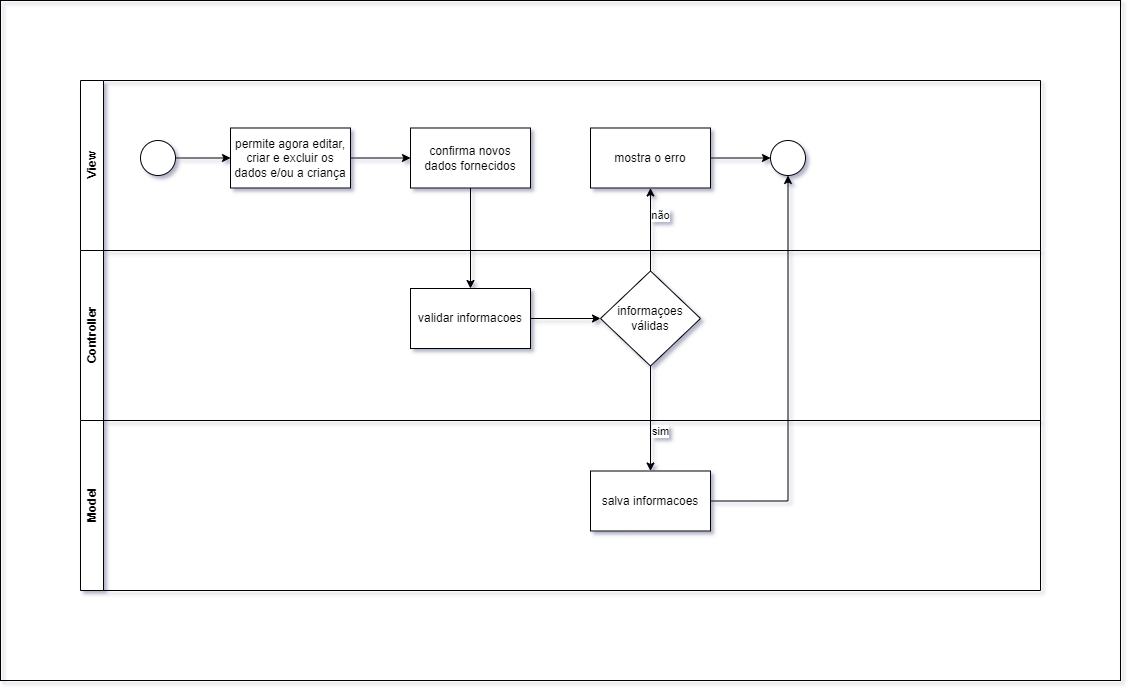 View
permite agora editar,
criar e excluir os
dados e/ou a criança
confirma novos
dados fornecidos
mostra o erro
não
Controller
validar informacoes
informaçoes
válidas
sim
Model
salva informacoes